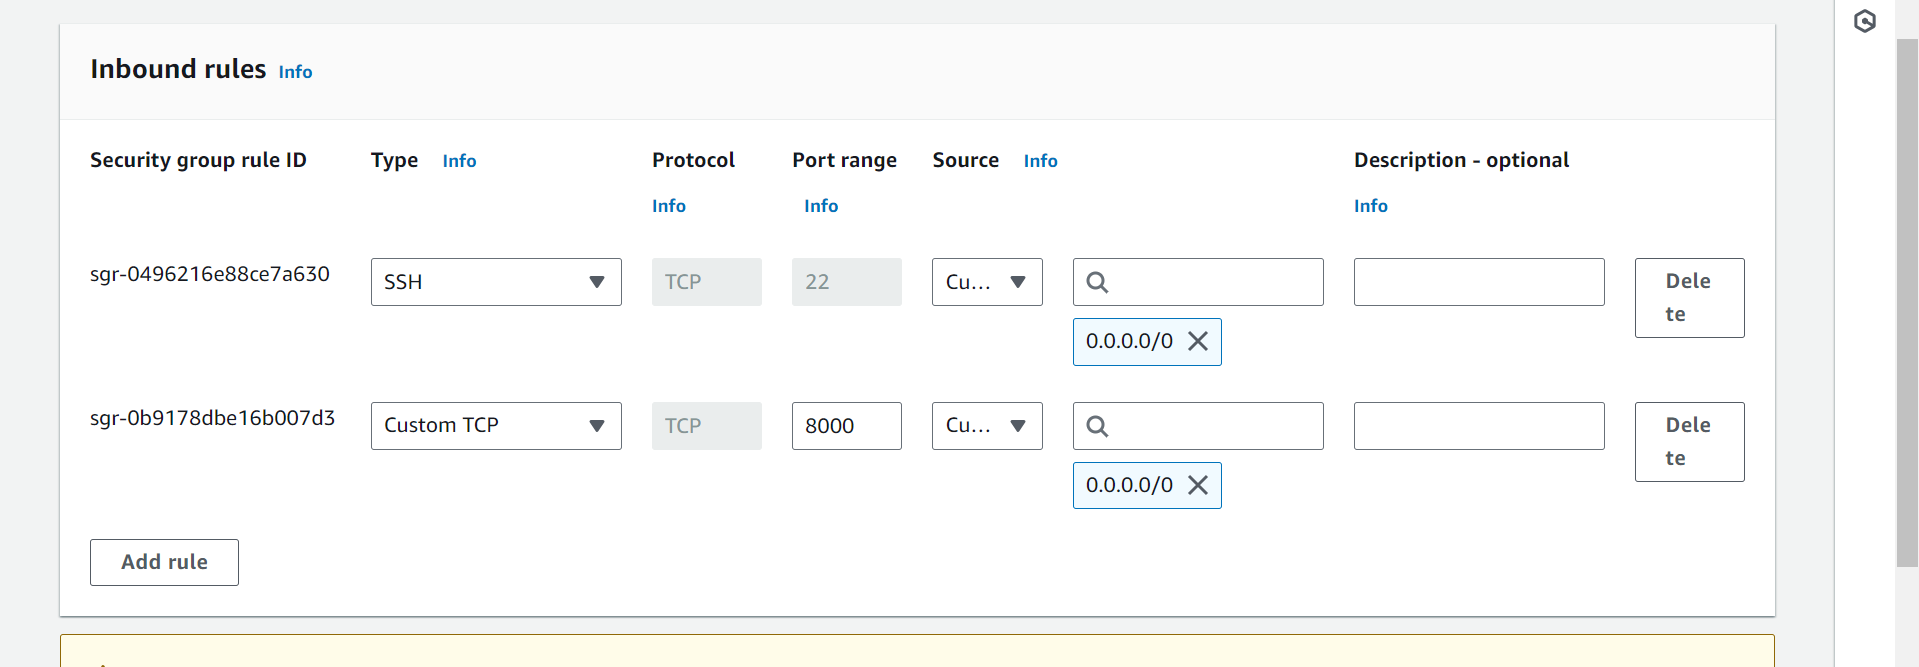 Inbound rules Info
Security group rule ID Type Info Protocol Info Port range Info Source Info Description - optional Info
sgr-0496216e88ce7a630 SSH TCP 22 Cu... Dele
te
0.0.0.0/0
sgr-0b9178dbe16b007d3 Custom TCP TCP 8000 Cu... Dele
te
0.0.0.0/0
Add rule